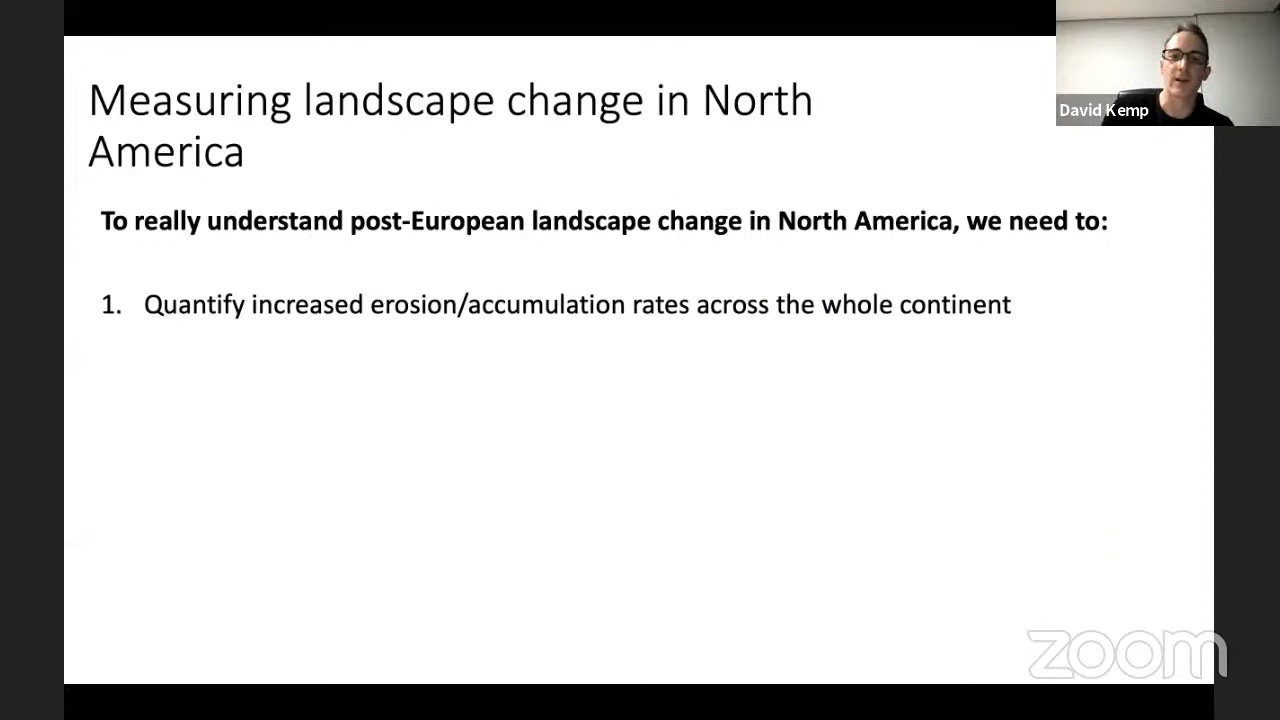 Measuring landscape change in North
America
David Kemp
To really understand post-European landscape change in North America, we need to:
1. Quantify increased erosion/accumulation rates across the whole continent
zoom